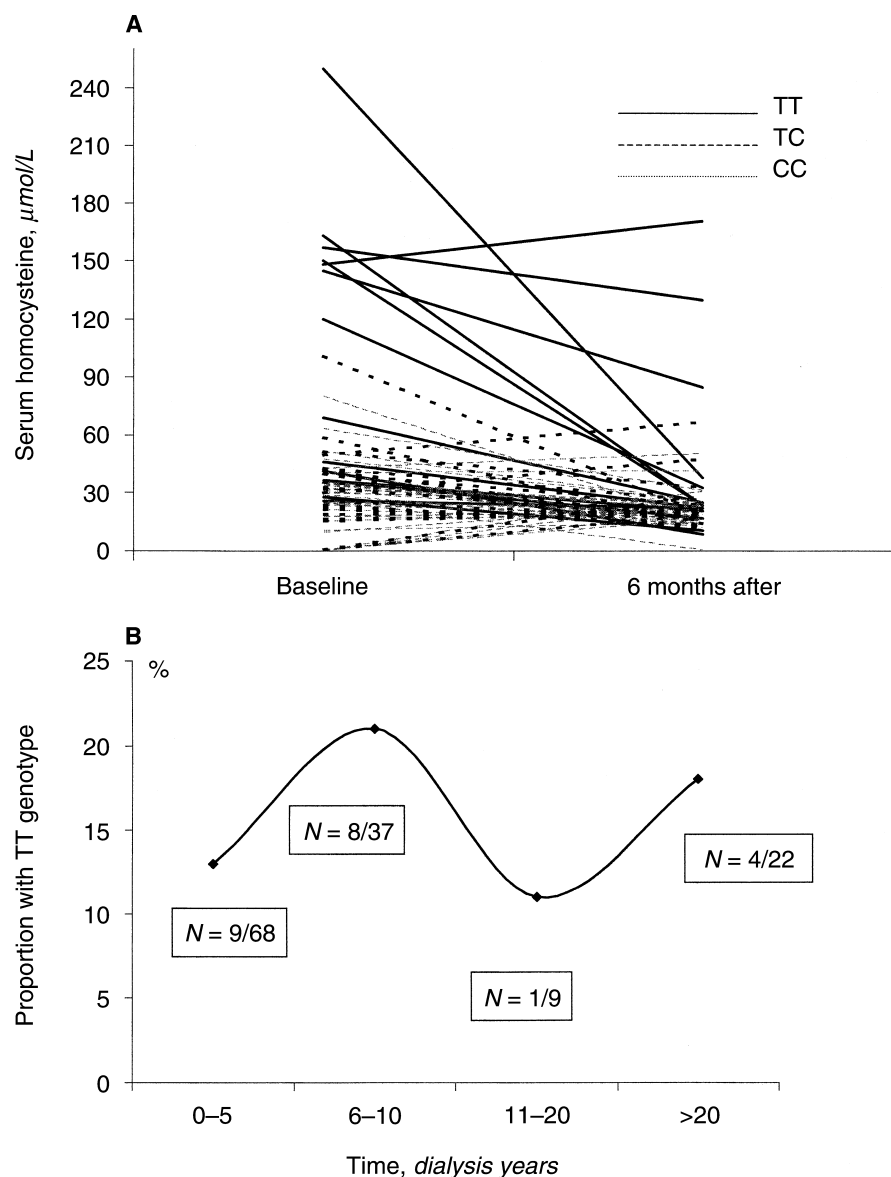 A
Serum homocysteine, μmol/L
240
210
180
150
120
90
60
30
0
TT
TC
CC
Baseline
6 months after
B
Proportion with TT genotype
25
20
15
10
5
0
%
N = 9/68
N = 8/37
N = 1/9
N = 4/22
0–5
6–10
11–20
>20
Time, dialysis years